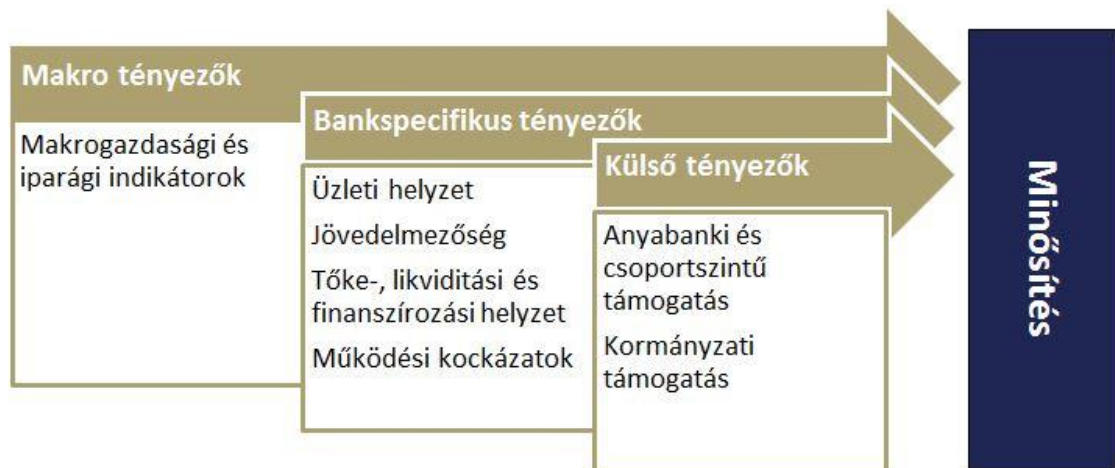 Makro tényezők
Makrogazdasági és
iparági indikátorok
Bankspecifikus tényezők
Üzleti helyzet
Jövedelmezőség
Tőke-, likviditási és
finanszírozási helyzet
Működési kockázatok
Külső tényezők
Anyabanki és
csoportszintű
támogatás
Kormányzati
támogatás
Minősítés